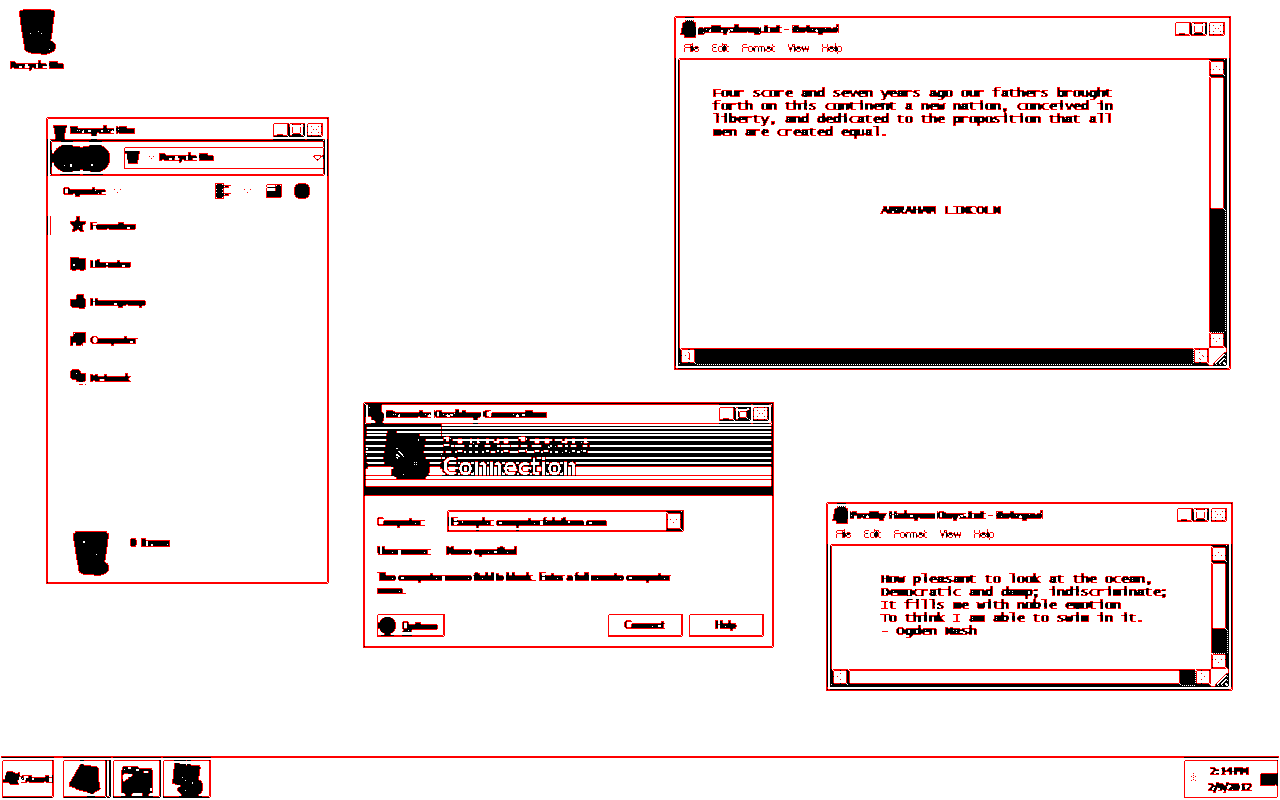 Recycle Bin
gettysburg.txt - Notepad
File Edit Format View Help
Four score and seven years ago our fathers brought
forth on this continent a new nation, conceived in
liberty, and dedicated to the proposition that all
men are created equal.
ABRAHAM LINCOLN
Recycle Bin
Recycle Bin
Organize
Favorites
Libraries
Homegroup
Computer
Network
0 items
Remote Desktop Connection
Remote Desktop
Connection
Computer:
Example: computer.fabrikam.com
User name: None specified
The computer name field is blank. Enter a full remote computer
name.
Options
Connect
Help
Pretty Halcyon Days.txt - Notepad
File Edit Format View Help
How pleasant to look at the ocean,
Democratic and damp; indiscriminate;
It fills me with noble emotion
To think I am able to swim in it.
- Ogden Nash
Start
2:14 PM
2/9/2012